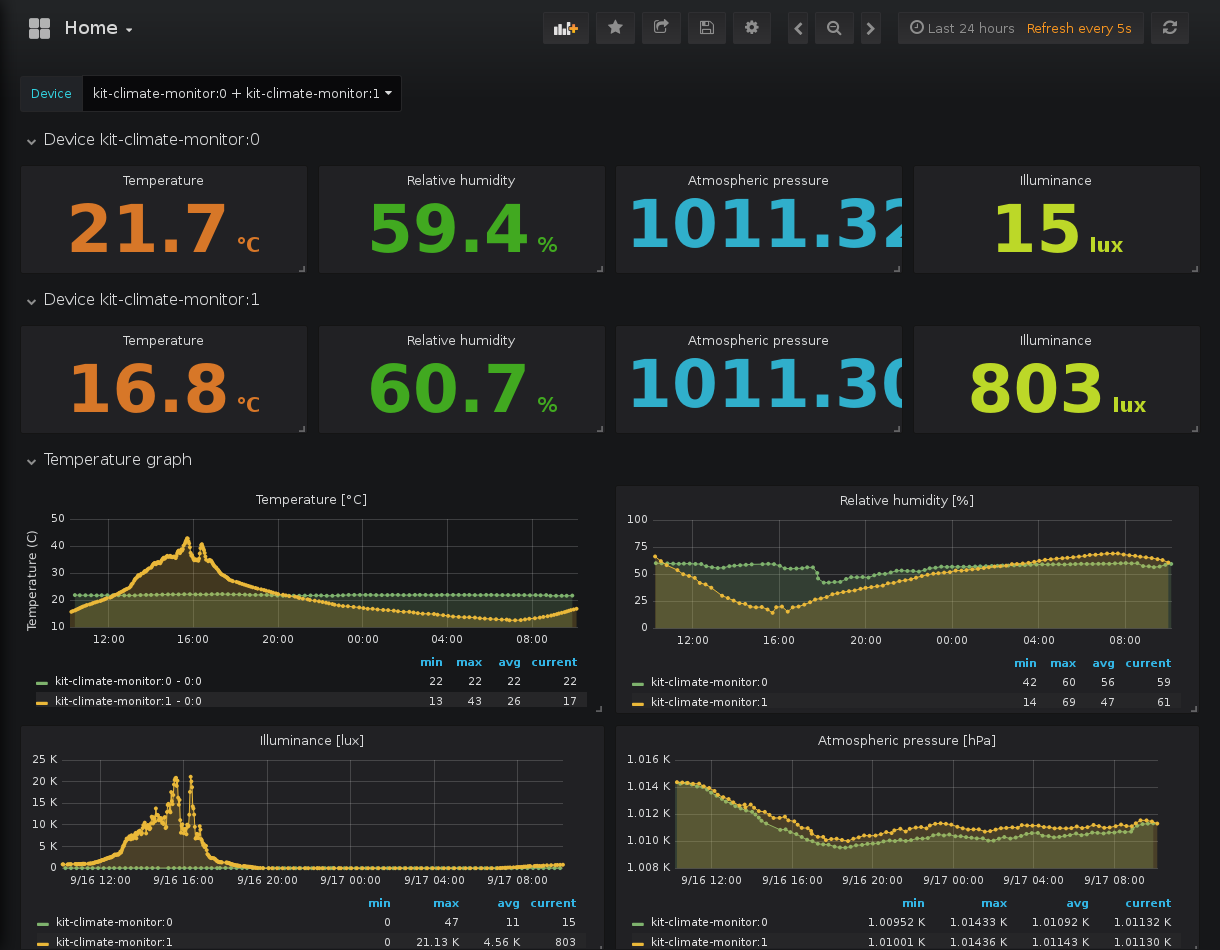 Home
Last 24 hours Refresh every 5s
Device kit-climate-monitor:0 + kit-climate-monitor:1
Device kit-climate-monitor:0
Temperature Relative humidity Atmospheric pressure Illuminance
21.7 °C 59.4 % 1011.32 15 lux
Device kit-climate-monitor:1
Temperature Relative humidity Atmospheric pressure Illuminance
16.8 °C 60.7 % 1011.30 803 lux
Temperature graph
Temperature [°C]
Temperature (C)
50
40
30
20
10
12:00 16:00 20:00 00:00 04:00 08:00
min max avg current
kit-climate-monitor:0 - 0:0 22 22 22 22
kit-climate-monitor:1 - 0:0 13 43 26 17
Relative humidity [%]
100
75
50
25
0
12:00 16:00 20:00 00:00 04:00 08:00
min max avg current
kit-climate-monitor:0 42 60 56 59
kit-climate-monitor:1 14 69 47 61
Illuminance [lux]
25 K
20 K
15 K
10 K
5 K
0
9/16 12:00 9/16 16:00 9/16 20:00 9/17 00:00 9/17 04:00 9/17 08:00
min max avg current
kit-climate-monitor:0 0 47 11 15
kit-climate-monitor:1 0 21.13 K 4.56 K 803
Atmospheric pressure [hPa]
1.016 K
1.014 K
1.012 K
1.010 K
1.008 K
9/16 12:00 9/16 16:00 9/16 20:00 9/17 00:00 9/17 04:00 9/17 08:00
min max avg current
kit-climate-monitor:0 1.00952 K 1.01433 K 1.01092 K 1.01132 K
kit-climate-monitor:1 1.01001 K 1.01436 K 1.01143 K 1.01130 K